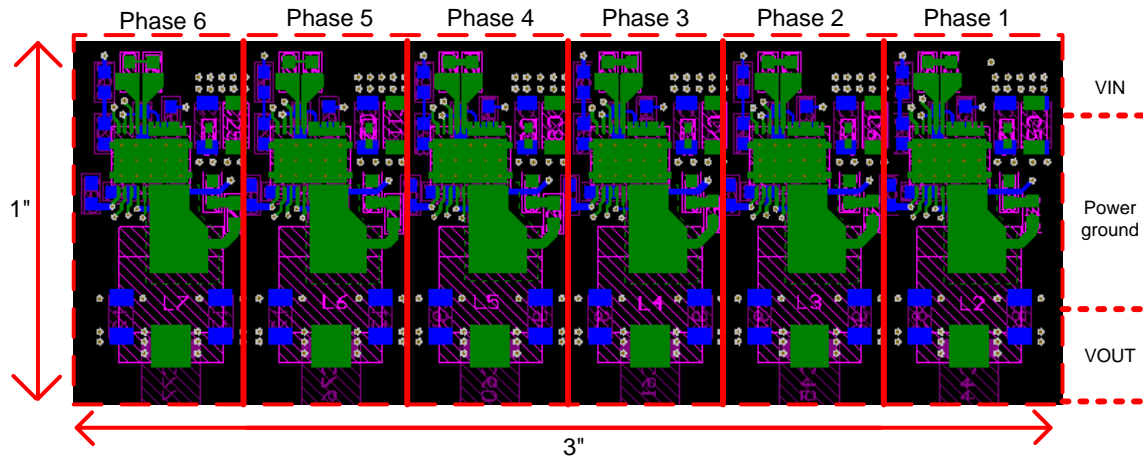 Phase 6 Phase 5 Phase 4 Phase 3 Phase 2 Phase 1
VIN
1"
Power
ground
L7 L6 L5 L4 L3 L2
VOUT
3"